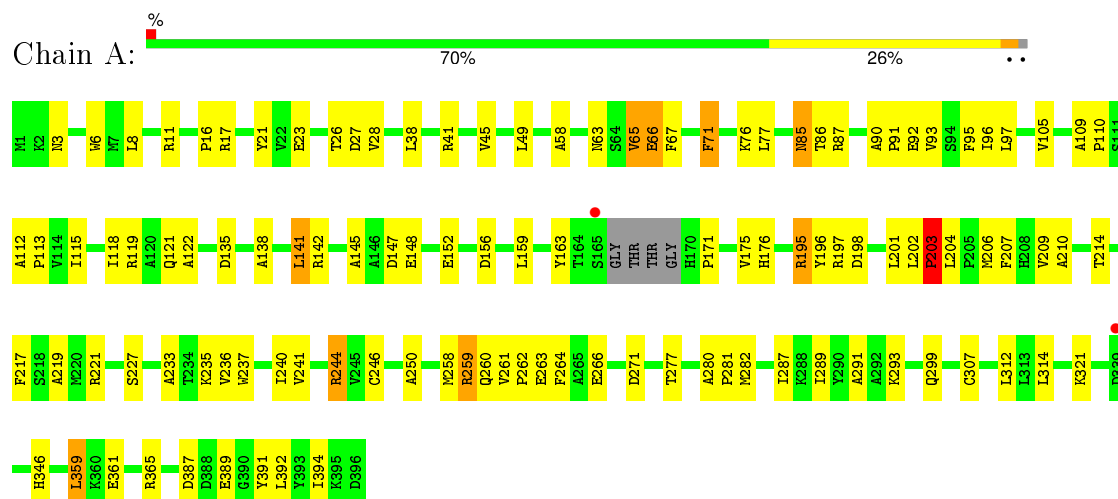 %
Chain A:
70% 26% • •
M1 K2 N3 W6 M7 L8 R11 P16 R17 Y21 V22 E23 T26 D27 V28 L38 R41 V45 L49 A58 N63 S64 V65 E66 F67 F71 K76 L77 N85 T86 R87 A90 P91 E92 V93 S94 F95 I96 L97 V105 A109 P110 S111
A112 P113 V114 I115 I118 R119 A120 Q121 A122 D135 A138 L141 R142 A145 A146 D147 E148 E152 D156 L159 Y163 T164 S165 GLY THR THR GLY H170 P171 V175 H176 R195 Y196 R197 D198 L201 L202 P203 L204 P205 M206 F207 H208 V209 A210 T214
F217 S218 A219 M220 R221 S227 A233 T234 K235 V236 W237 I240 V241 R244 V245 C246 A250 M258 R259 Q260 V261 P262 E263 F264 A265 E266 D271 T277 A280 P281 M282 I287 K288 I289 Y290 A291 A292 K293 Q299 C307 L312 L313 L314 K321 D339
H346 L359 K360 E361 R365 D387 D388 E389 G390 Y391 L392 Y393 I394 K395 D396